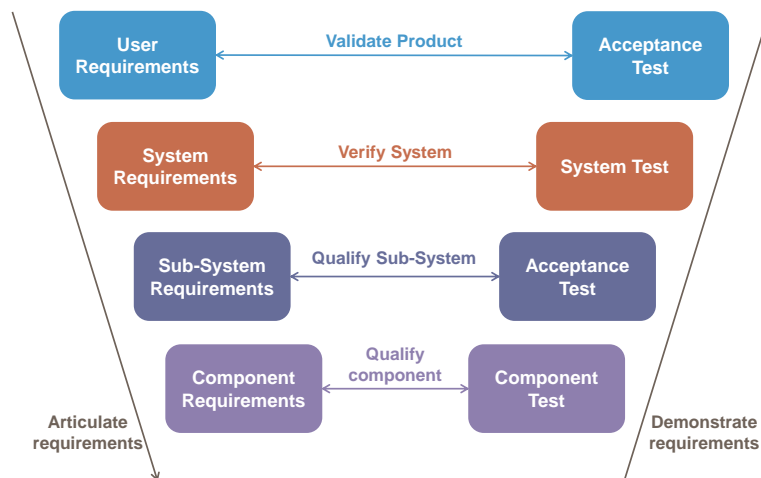 User
Requirements
Validate Product
Acceptance
Test
System
Requirements
Verify System
System Test
Sub-System
Requirements
Qualify Sub-System
Acceptance
Test
Component
Requirements
Qualify
component
Component
Test
Articulate
requirements
Demonstrate
requirements